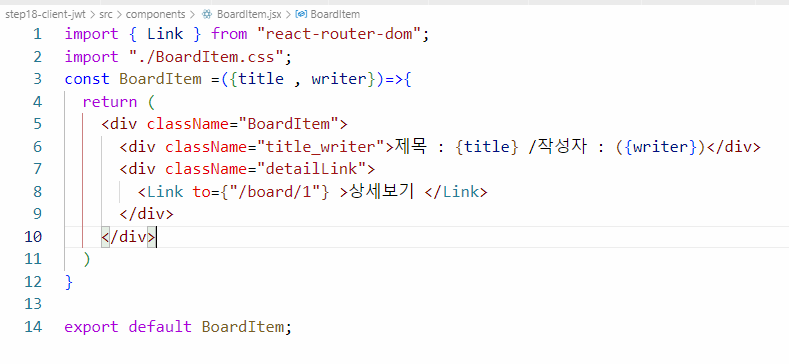 step18-client-jwt > src > components > BoardItem.jsx > BoardItem
1 import { Link } from "react-router-dom";
2 import "./BoardItem.css";
3 const BoardItem =({title , writer})=>{
4   return (
5     <div className="BoardItem">
6       <div className="title_writer">제목 : {title} /작성자 : ({writer})</div>
7       <div className="detailLink">
8         <Link to={"/board/1"} >상세보기 </Link>
9       </div>
10     </div>
11   )
12 }
13
14 export default BoardItem;